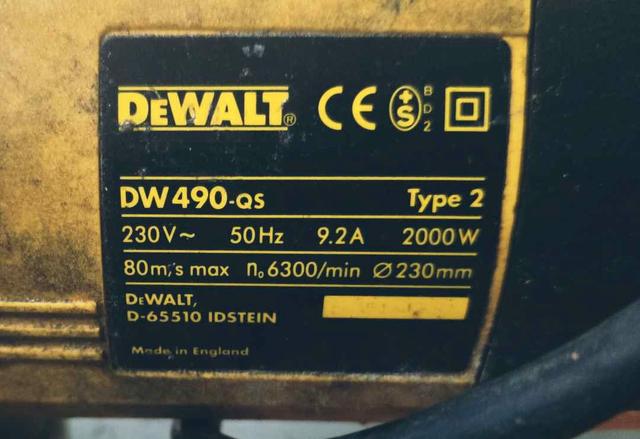 DEWALT® CE +S BD2
DW490-QS Type 2
230V~ 50Hz 9.2A 2000W
80m/s max n₀6300/min Ø230mm
DEWALT,
D-65510 IDSTEIN
Made in England